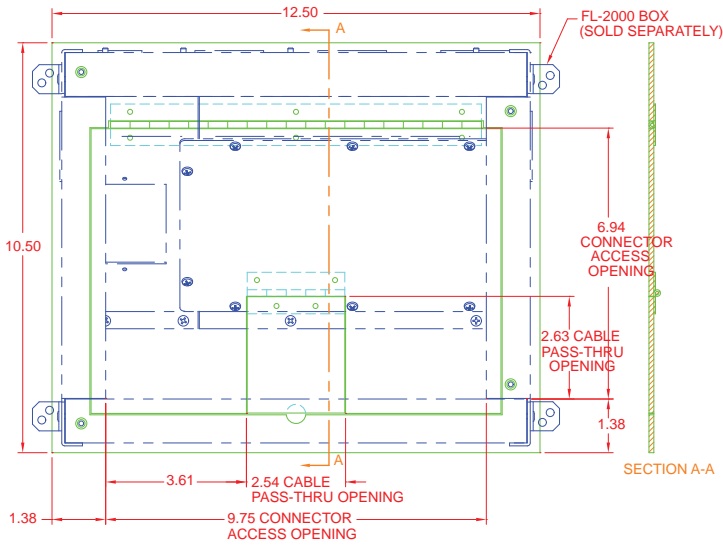 12.50
A
FL-2000 BOX
(SOLD SEPARATELY)
10.50
6.94
CONNECTOR
ACCESS
OPENING
2.63 CABLE
PASS-THRU
OPENING
1.38
A
SECTION A-A
3.61
2.54 CABLE
PASS-THRU OPENING
1.38
9.75 CONNECTOR
ACCESS OPENING